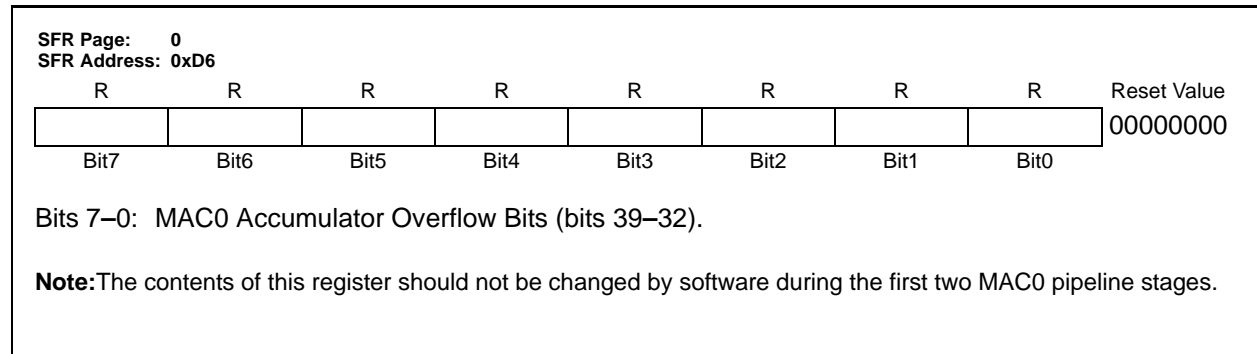 SFR Page: 0
SFR Address: 0xD6
R R R R R R R R Reset Value
00000000
Bit7 Bit6 Bit5 Bit4 Bit3 Bit2 Bit1 Bit0
Bits 7–0: MAC0 Accumulator Overflow Bits (bits 39–32).
Note:The contents of this register should not be changed by software during the first two MAC0 pipeline stages.